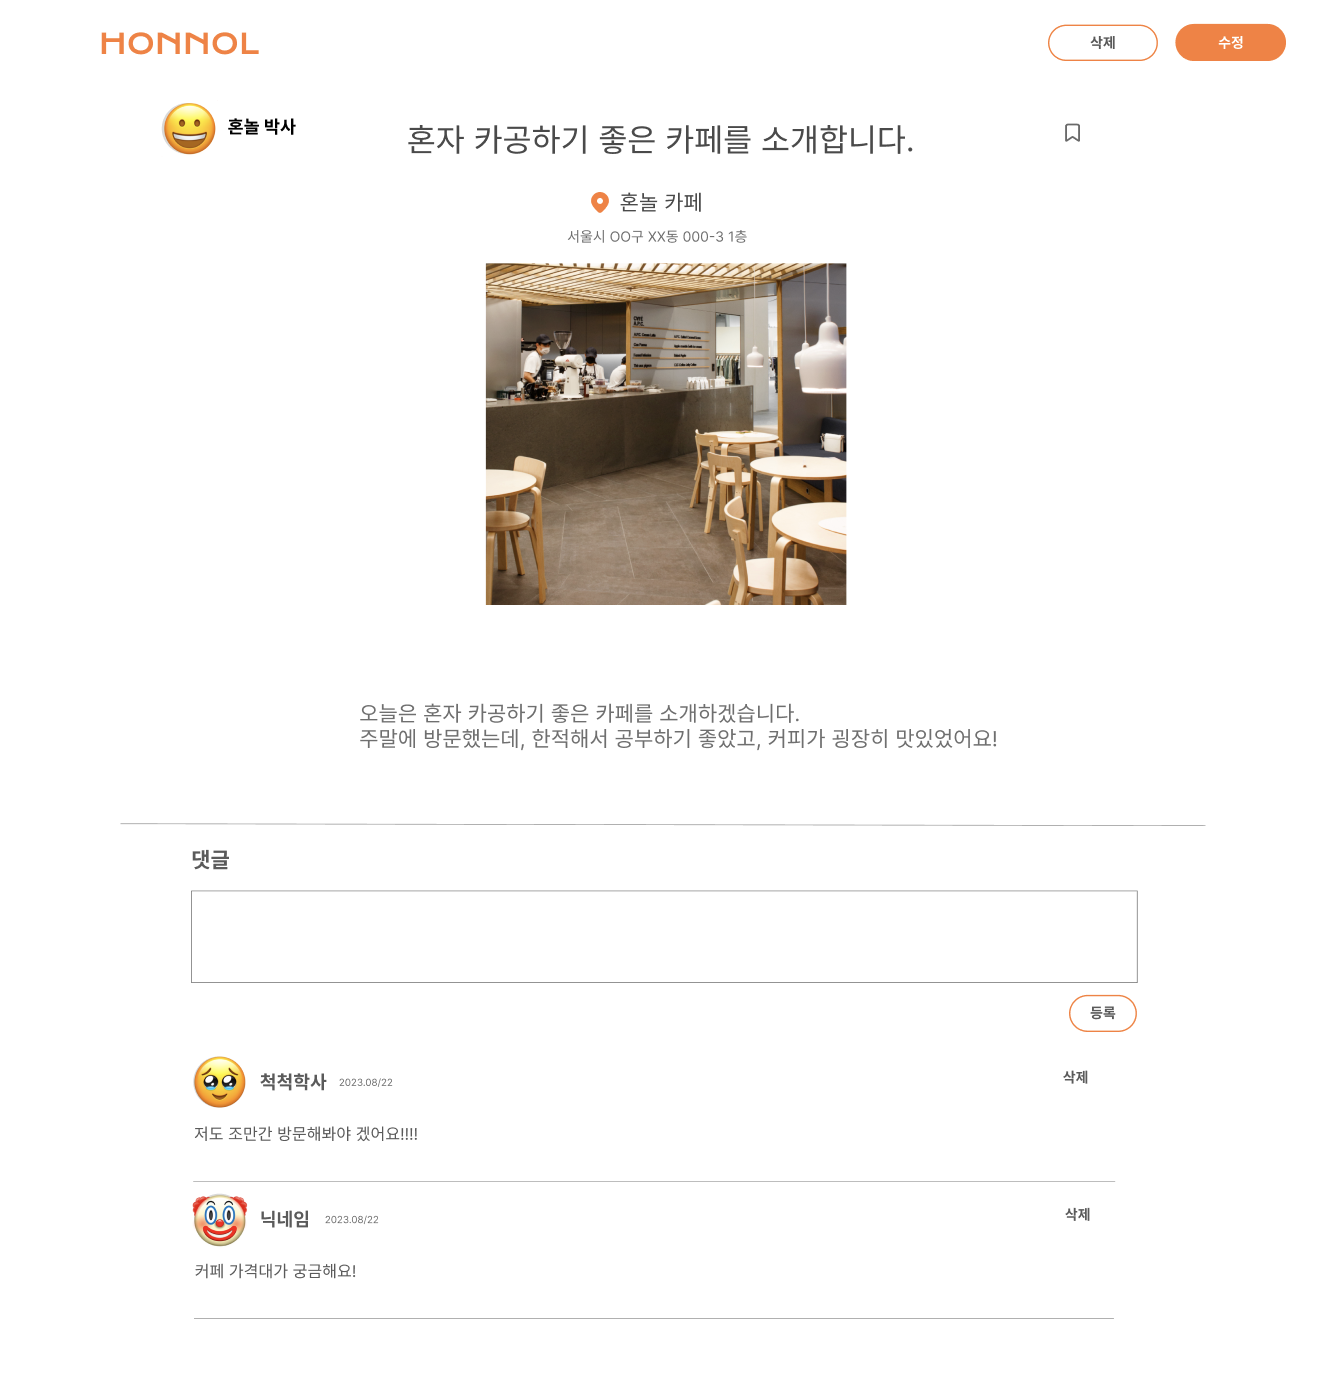 HONNOL
삭제
수정
혼놀 박사
혼자 카공하기 좋은 카페를 소개합니다.
혼놀 카페
서울시 OO구 XX동 000-3 1층
CAFE
A.P.C.
오늘은 혼자 카공하기 좋은 카페를 소개하겠습니다.
주말에 방문했는데, 한적해서 공부하기 좋았고, 커피가 굉장히 맛있었어요!
댓글
등록
척척학사 2023.08/22
삭제
저도 조만간 방문해봐야 겠어요!!!!
닉네임 2023.08/22
삭제
커페 가격대가 궁금해요!